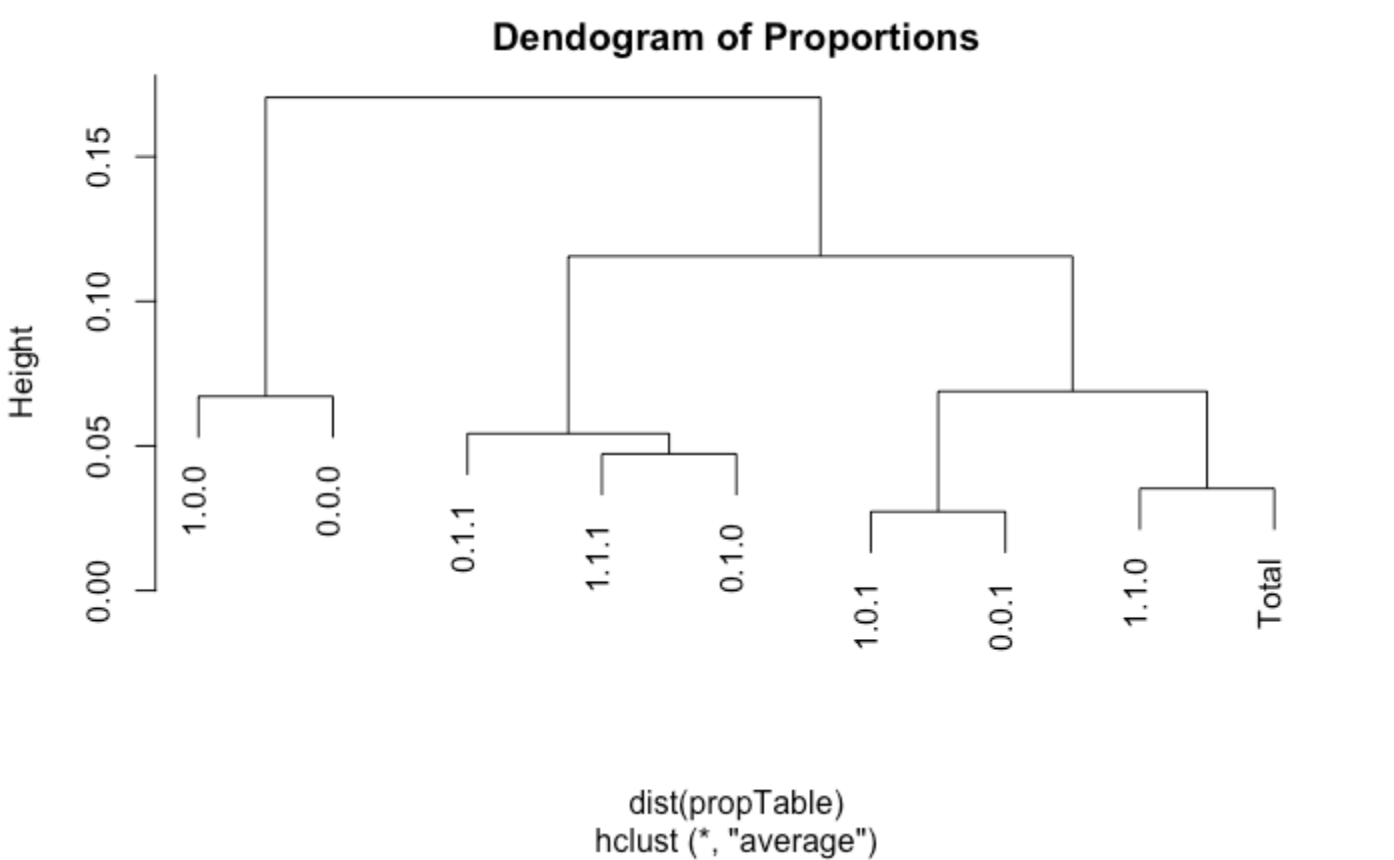 Dendogram of Proportions
Height
0.15
0.10
0.05
0.00
1.0.0
0.0.0
0.1.1
1.1.1
0.1.0
1.0.1
0.0.1
1.1.0
Total
dist(propTable)
hclust (*, "average")